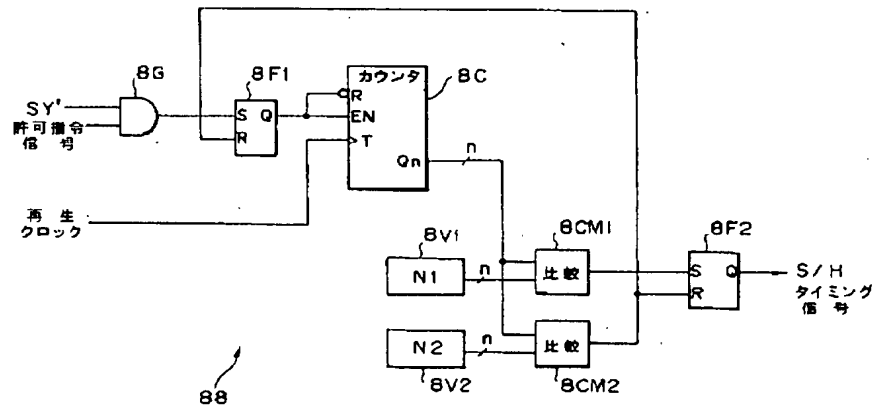 8G
8F1
カウンタ
8C
SY'
許可指令
信号
S Q
R
R
EN
T
Qn
n
再生
クロック
8V1
N1
n
8CM1
比較
8F2
S Q
R
S/H
タイミング
信号
N2
n
比較
8V2
8CM2
88